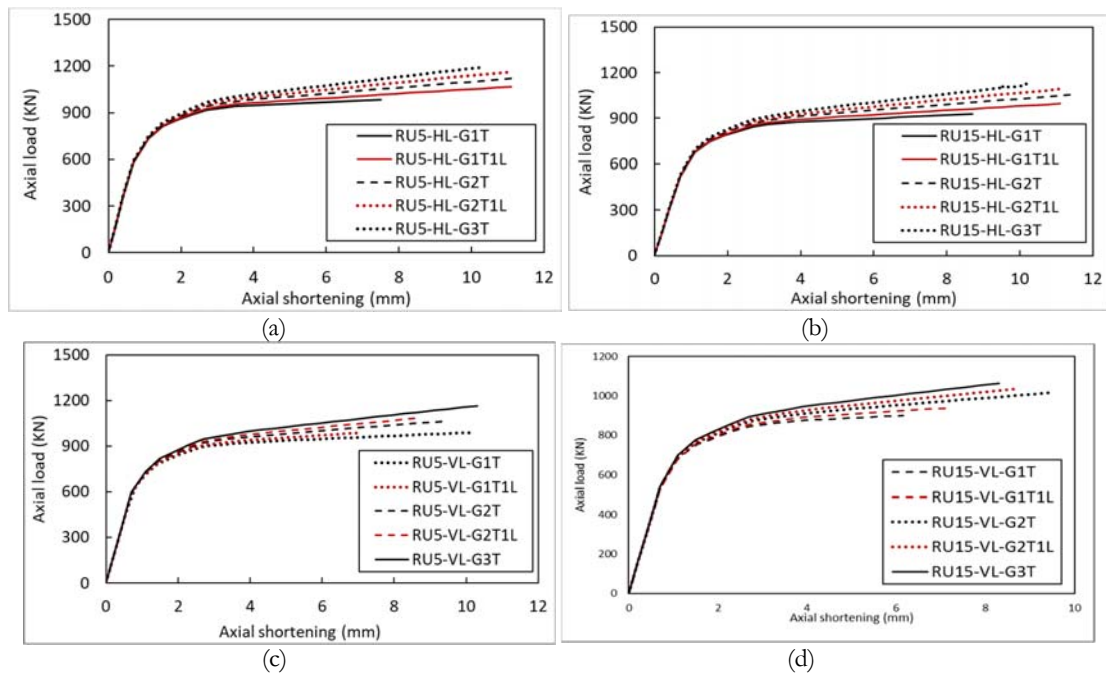 1500
1200
900
600
300
0
Axial load (KN)
RU5-HL-G1T
RU5-HL-G1T1L
RU5-HL-G2T
RU5-HL-G2T1L
RU5-HL-G3T
0 2 4 6 8 10 12
Axial shortening (mm)
(a)
1500
1200
900
600
300
0
Axial load (KN)
RU15-HL-G1T
RU15-HL-G1T1L
RU15-HL-G2T
RU15-HL-G2T1L
RU15-HL-G3T
0 2 4 6 8 10 12
Axial shortening (mm)
(b)
1500
1200
900
600
300
0
Axial load (KN)
RU5-VL-G1T
RU5-VL-G1T1L
RU5-VL-G2T
RU5-VL-G2T1L
RU5-VL-G3T
0 2 4 6 8 10 12
Axial shortening (mm)
(c)
1200
1000
800
600
400
200
0
Axial load (KN)
RU15-VL-G1T
RU15-VL-G1T1L
RU15-VL-G2T
RU15-VL-G2T1L
RU15-VL-G3T
0 2 4 6 8 10
Axial shortening (mm)
(d)